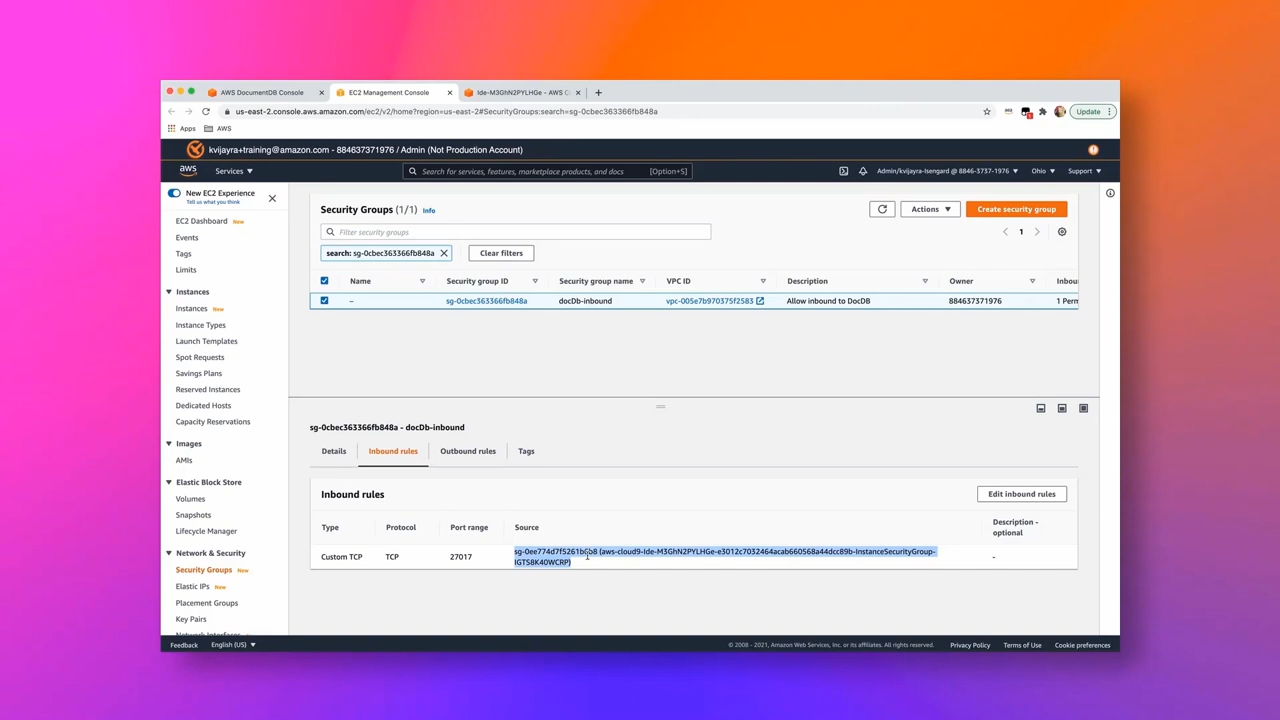 AWS DocumentDB Console
EC2 Management Console
Ide-M3GhN2PYLHGe - AWS C
us-east-2.console.aws.amazon.com/ec2/v2/home?region=us-east-2#SecurityGroups:search=sg-0cbec363366fb848a
Update
Apps
AWS
kvijayra+training@amazon.com - 884637371976 / Admin (Not Production Account)
aws
Services
Search for services, features, marketplace products, and docs
[Option+S]
Admin/kvijayra-Isengard @ 8846-3737-1976
Ohio
Support
New EC2 Experience
Tell us what you think
EC2 Dashboard New
Events
Tags
Limits
Instances
Instances New
Instance Types
Launch Templates
Spot Requests
Savings Plans
Reserved Instances
Dedicated Hosts
Capacity Reservations
Images
AMIs
Elastic Block Store
Volumes
Snapshots
Lifecycle Manager
Network & Security
Security Groups New
Elastic IPs New
Placement Groups
Key Pairs
Network Interfaces
Security Groups (1/1) Info
Actions
Create security group
Filter security groups
1
search: sg-0cbec363366fb848a
Clear filters
Name Security group ID Security group name VPC ID Description Owner Inbou
– sg-0cbec363366fb848a docDb-inbound vpc-005e7b970375f2583 Allow inbound to DocDB 884637371976 1 Perm
sg-0cbec363366fb848a - docDb-inbound
Details Inbound rules Outbound rules Tags
Inbound rules
Edit inbound rules
Type Protocol Port range Source Description - optional
Custom TCP TCP 27017 sg-0ee774d7f5261b6b8 (aws-cloud9-Ide-M3GhN2PYLHGe-e3012c7032464acab660568a44dcc89b-InstanceSecurityGroup-
IGTS8K40WCRP) -
Feedback English (US)
© 2008 - 2021, Amazon Web Services, Inc. or its affiliates. All rights reserved. Privacy Policy Terms of Use Cookie preferences